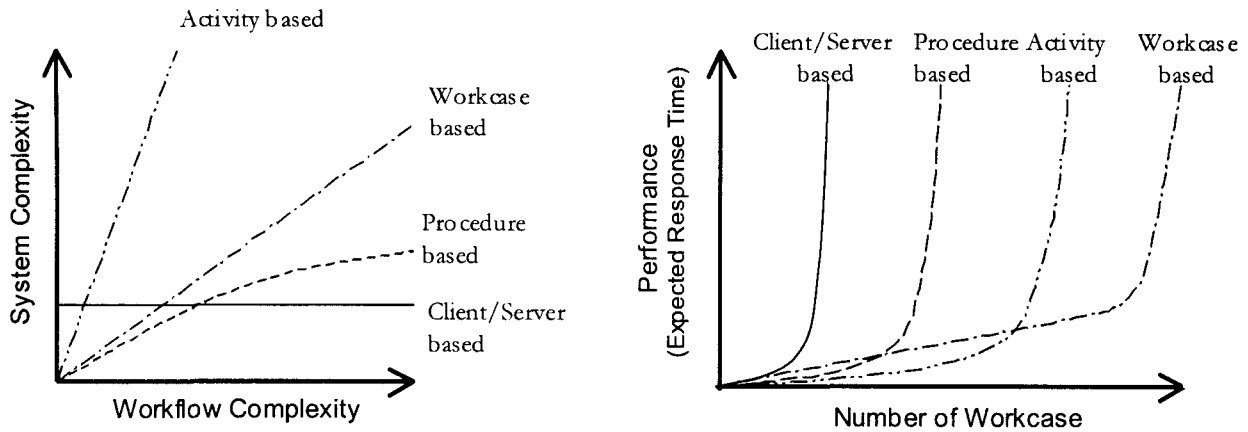 Activity based
Workcase
based
Procedure
based
Client/Server
based
System Complexity
Workflow Complexity
Client/Server
based
Procedure
based
Activity
based
Workcase
based
Performance
(Expected Response Time)
Number of Workcase